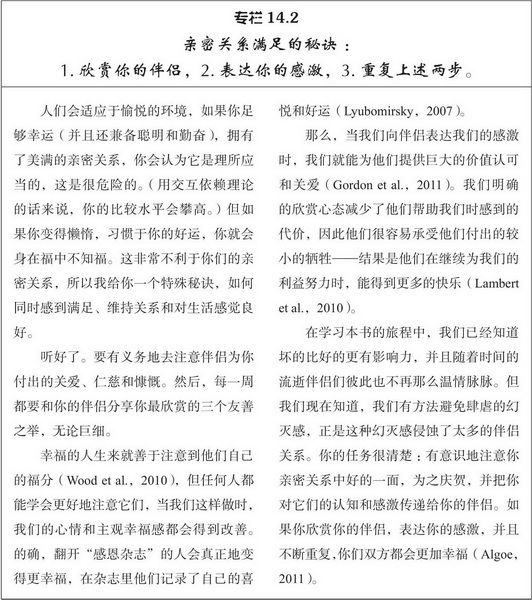 专栏 14.2
亲密关系满足的秘诀：
1. 欣赏你的伴侣，2. 表达你的感激，3. 重复上述两步。
人们会适应于愉悦的环境，如果你足
够幸运（并且还兼备聪明和勤奋），拥有
了美满的亲密关系，你会认为它是理所应
当的，这是很危险的。（用交互依赖理论
的话来说，你的比较水平会攀高。）但如
果你变得懒惰，习惯于你的好运，你就会
身在福中不知福。这非常不利于你们的亲
密关系，所以我给你一个特殊秘诀，如何
同时感到满足、维持关系和对生活感觉良
好。
听好了。要有义务地去注意伴侣为你
付出的关爱、仁慈和慷慨。然后，每一周
都要和你的伴侣分享你最欣赏的三个友善
之举，无论巨细。
幸福的人生来就善于注意到他们自己
的福分（Wood et al.，2010），但任何人都
能学会更好地注意它们，当我们这样做时，
我们的心情和主观幸福感都会得到改善。
的确，翻开“感恩杂志”的人会真正地变
得更幸福，在杂志里他们记录了自己的喜
悦和好运（Lyubomirsky，2007）。
那么，当我们向伴侣表达我们的感激
时，我们就能为他们提供巨大的价值认可
和关爱（Gordon et al.，2011）。我们明确
的欣赏心态减少了他们帮助我们时感到的
代价，因此他们很容易承受他们付出的较
小的牺牲——结果是他们在继续为我们的
利益努力时，能得到更多的快乐（Lambert
et al.，2010）。
在学习本书的旅程中，我们已经知道
坏的比好的更有影响力，并且随着时间的
流逝伴侣们彼此也不再那么温情脉脉。但
我们现在知道，我们有方法避免肆虐的幻
灭感，正是这种幻灭感侵蚀了太多的伴侣
关系。你的任务很清楚：有意识地注意你
亲密关系中好的一面，为之庆贺，并把你
对它们的认知和感激传递给你的伴侣。如
果你欣赏你的伴侣，表达你的感激，并且
不断重复，你们双方都会更加幸福（Algoe，
2011）。